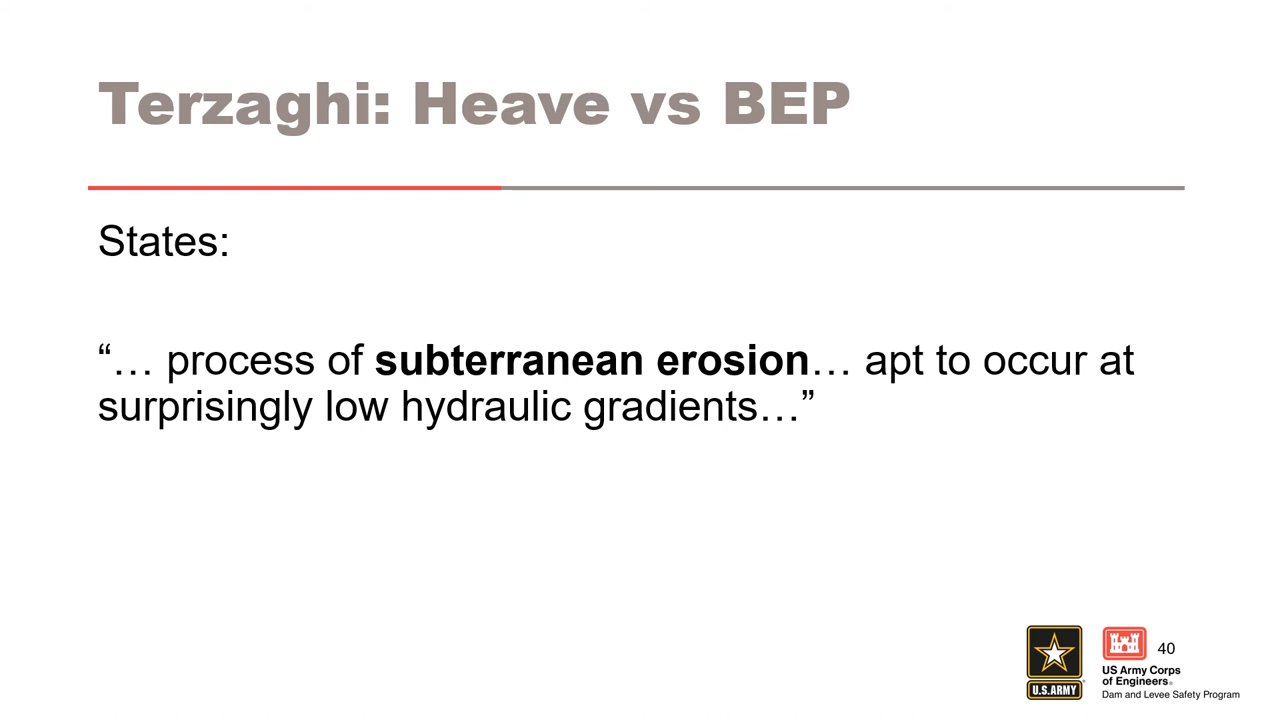 Terzaghi: Heave vs BEP
States:
“… process of subterranean erosion… apt to occur at
surprisingly low hydraulic gradients…”
40
U.S.ARMY
US Army Corps
of Engineers®
Dam and Levee Safety Program